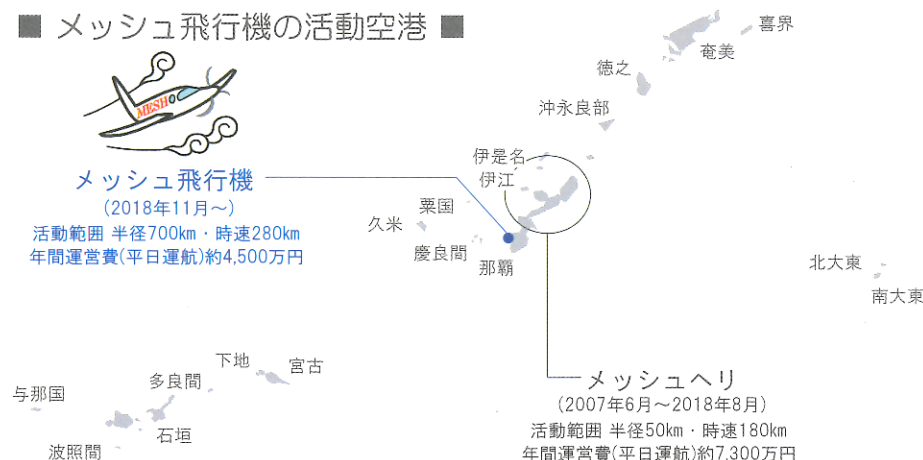 ■ メッシュ飛行機の活動空港 ■
喜界
奄美
徳之
沖永良部
MESH
伊是名
伊江
メッシュ飛行機
(2018年11月～)
活動範囲 半径700km・時速280km
年間運営費(平日運航)約4,500万円
粟国
久米
慶良間
那覇
北大東
南大東
下地
宮古
多良間
与那国
石垣
波照間
メッシュヘリ
(2007年6月～2018年8月)
活動範囲 半径50km・時速180km
年間運営費(平日運航)約7,300万円